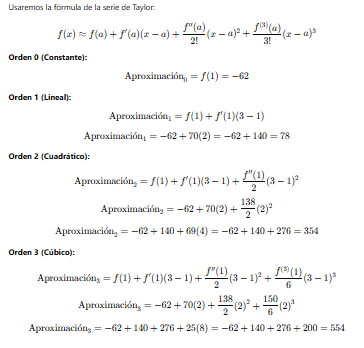 Usaremos la fórmula de la serie de Taylor:
f(x) ≈ f(a) + f′(a)(x − a) + f″(a)/2! (x − a)² + f⁽³⁾(a)/3! (x − a)³
Orden 0 (Constante):
Aproximación₀ = f(1) = −62
Orden 1 (Lineal):
Aproximación₁ = f(1) + f′(1)(3 − 1)
Aproximación₁ = −62 + 70(2) = −62 + 140 = 78
Orden 2 (Cuadrático):
Aproximación₂ = f(1) + f′(1)(3 − 1) + f″(1)/2 (3 − 1)²
Aproximación₂ = −62 + 70(2) + 138/2 (2)²
Aproximación₂ = −62 + 140 + 69(4) = −62 + 140 + 276 = 354
Orden 3 (Cúbico):
Aproximación₃ = f(1) + f′(1)(3 − 1) + f″(1)/2 (3 − 1)² + f⁽³⁾(1)/6 (3 − 1)³
Aproximación₃ = −62 + 70(2) + 138/2 (2)² + 150/6 (2)³
Aproximación₃ = −62 + 140 + 276 + 25(8) = −62 + 140 + 276 + 200 = 554